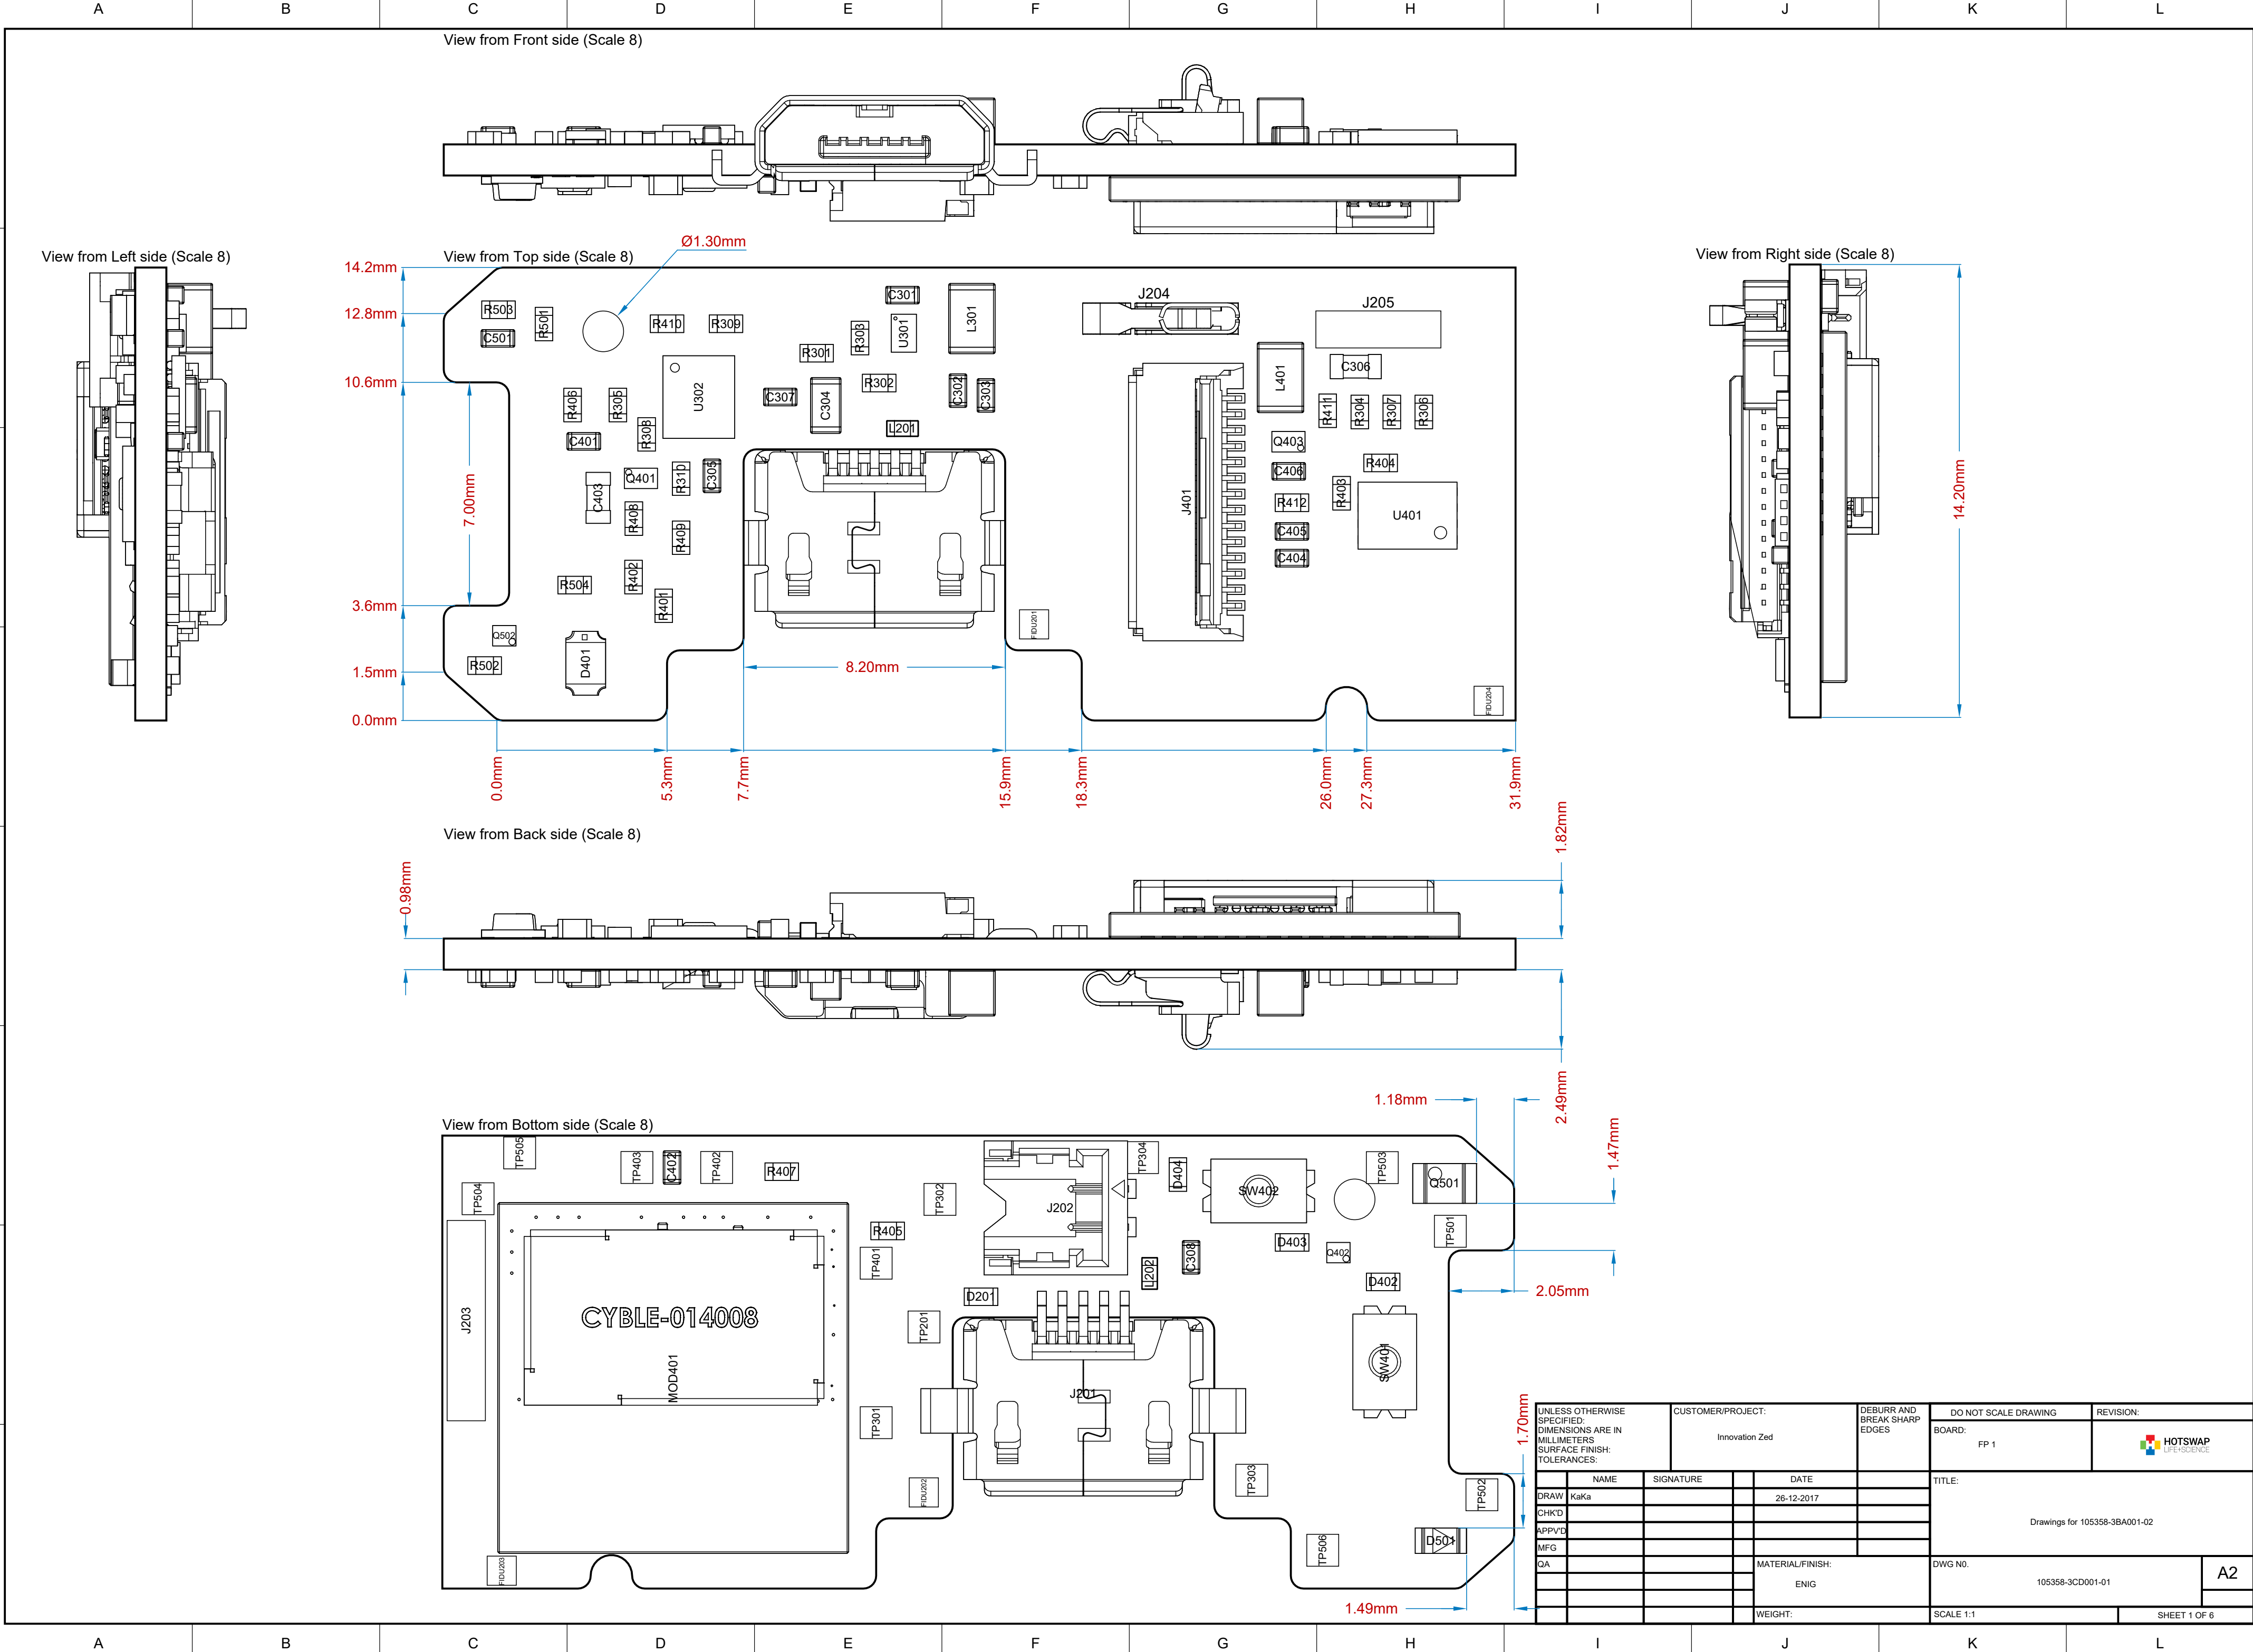 A B C D E F G H I J K L
View from Front side (Scale 8)
View from Left side (Scale 8)
View from Top side (Scale 8)
View from Right side (Scale 8)
Ø1.30mm
14.2mm
12.8mm
10.6mm
7.00mm
3.6mm
1.5mm
0.0mm
R503
C501
R501
R410
R309
C301
U301
R303
R301
R302
L301
J204
J205
C306
L401
R406
R305
R308
U302
C307
C304
C302
C303
L201
C401
Q401
R310
C305
C403
R408
R409
R402
R504
R401
Q502
R502
D401
J401
R411
R304
R307
R306
Q403
C406
R412
C405
C404
R404
R403
U401
FIDU201
FIDU204
8.20mm
14.20mm
0.0mm
5.3mm
7.7mm
15.9mm
18.3mm
26.0mm
27.3mm
31.9mm
View from Back side (Scale 8)
0.98mm
1.82mm
2.49mm
View from Bottom side (Scale 8)
1.18mm
1.47mm
2.05mm
1.70mm
1.49mm
TP505
TP504
TP403
C402
TP402
R407
TP302
J202
TP304
D404
SW402
TP503
Q501
TP501
R405
TP401
D201
L202
C308
D403
Q402
D402
J203
CYBLE-014008
MOD401
TP201
J201
SW401
TP301
FIDU202
TP303
TP502
D501
TP506
FIDU203
UNLESS OTHERWISE
SPECIFIED:
DIMENSIONS ARE IN
MILLIMETERS
SURFACE FINISH:
TOLERANCES:
CUSTOMER/PROJECT:
Innovation Zed
DEBURR AND
BREAK SHARP
EDGES
DO NOT SCALE DRAWING
REVISION:
BOARD:
FP 1
HOTSWAP
LIFE+SCIENCE
NAME SIGNATURE DATE
TITLE:
DRAW KaKa 26-12-2017
CHK'D
APPV'D
MFG
QA
Drawings for 105358-3BA001-02
MATERIAL/FINISH:
ENIG
DWG N0.
105358-3CD001-01
A2
WEIGHT:
SCALE 1:1
SHEET 1 OF 6
A B C D E F G H I J K L